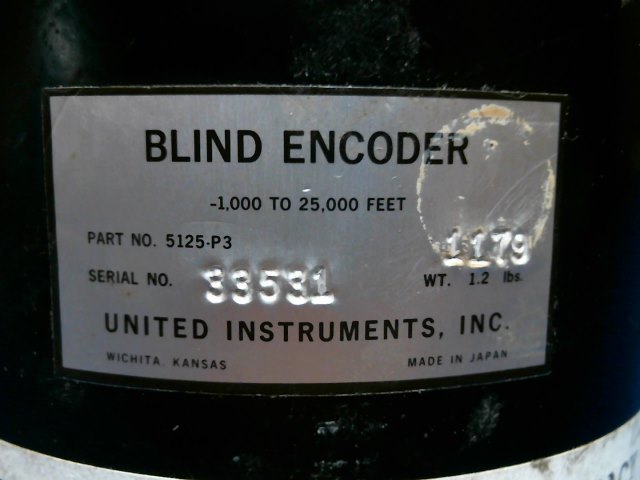 BLIND ENCODER
-1,000 TO 25,000 FEET
PART NO. 5125-P3
1179
SERIAL NO. 33531
WT. 1.2 lbs.
UNITED INSTRUMENTS, INC.
WICHITA, KANSAS
MADE IN JAPAN